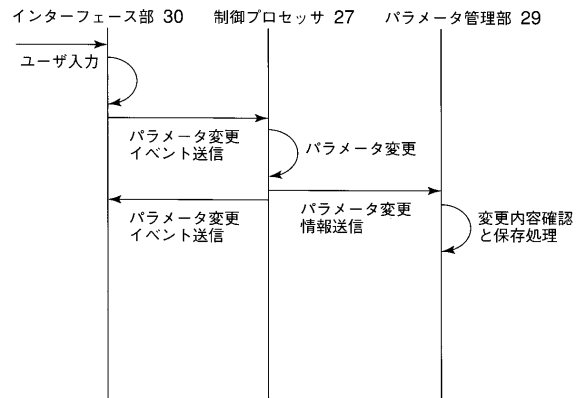 インターフェース部 30
制御プロセッサ 27
パラメータ管理部 29
ユーザ入力
パラメータ変更
イベント送信
パラメータ変更
パラメータ変更
イベント送信
パラメータ変更
情報送信
変更内容確認
と保存処理